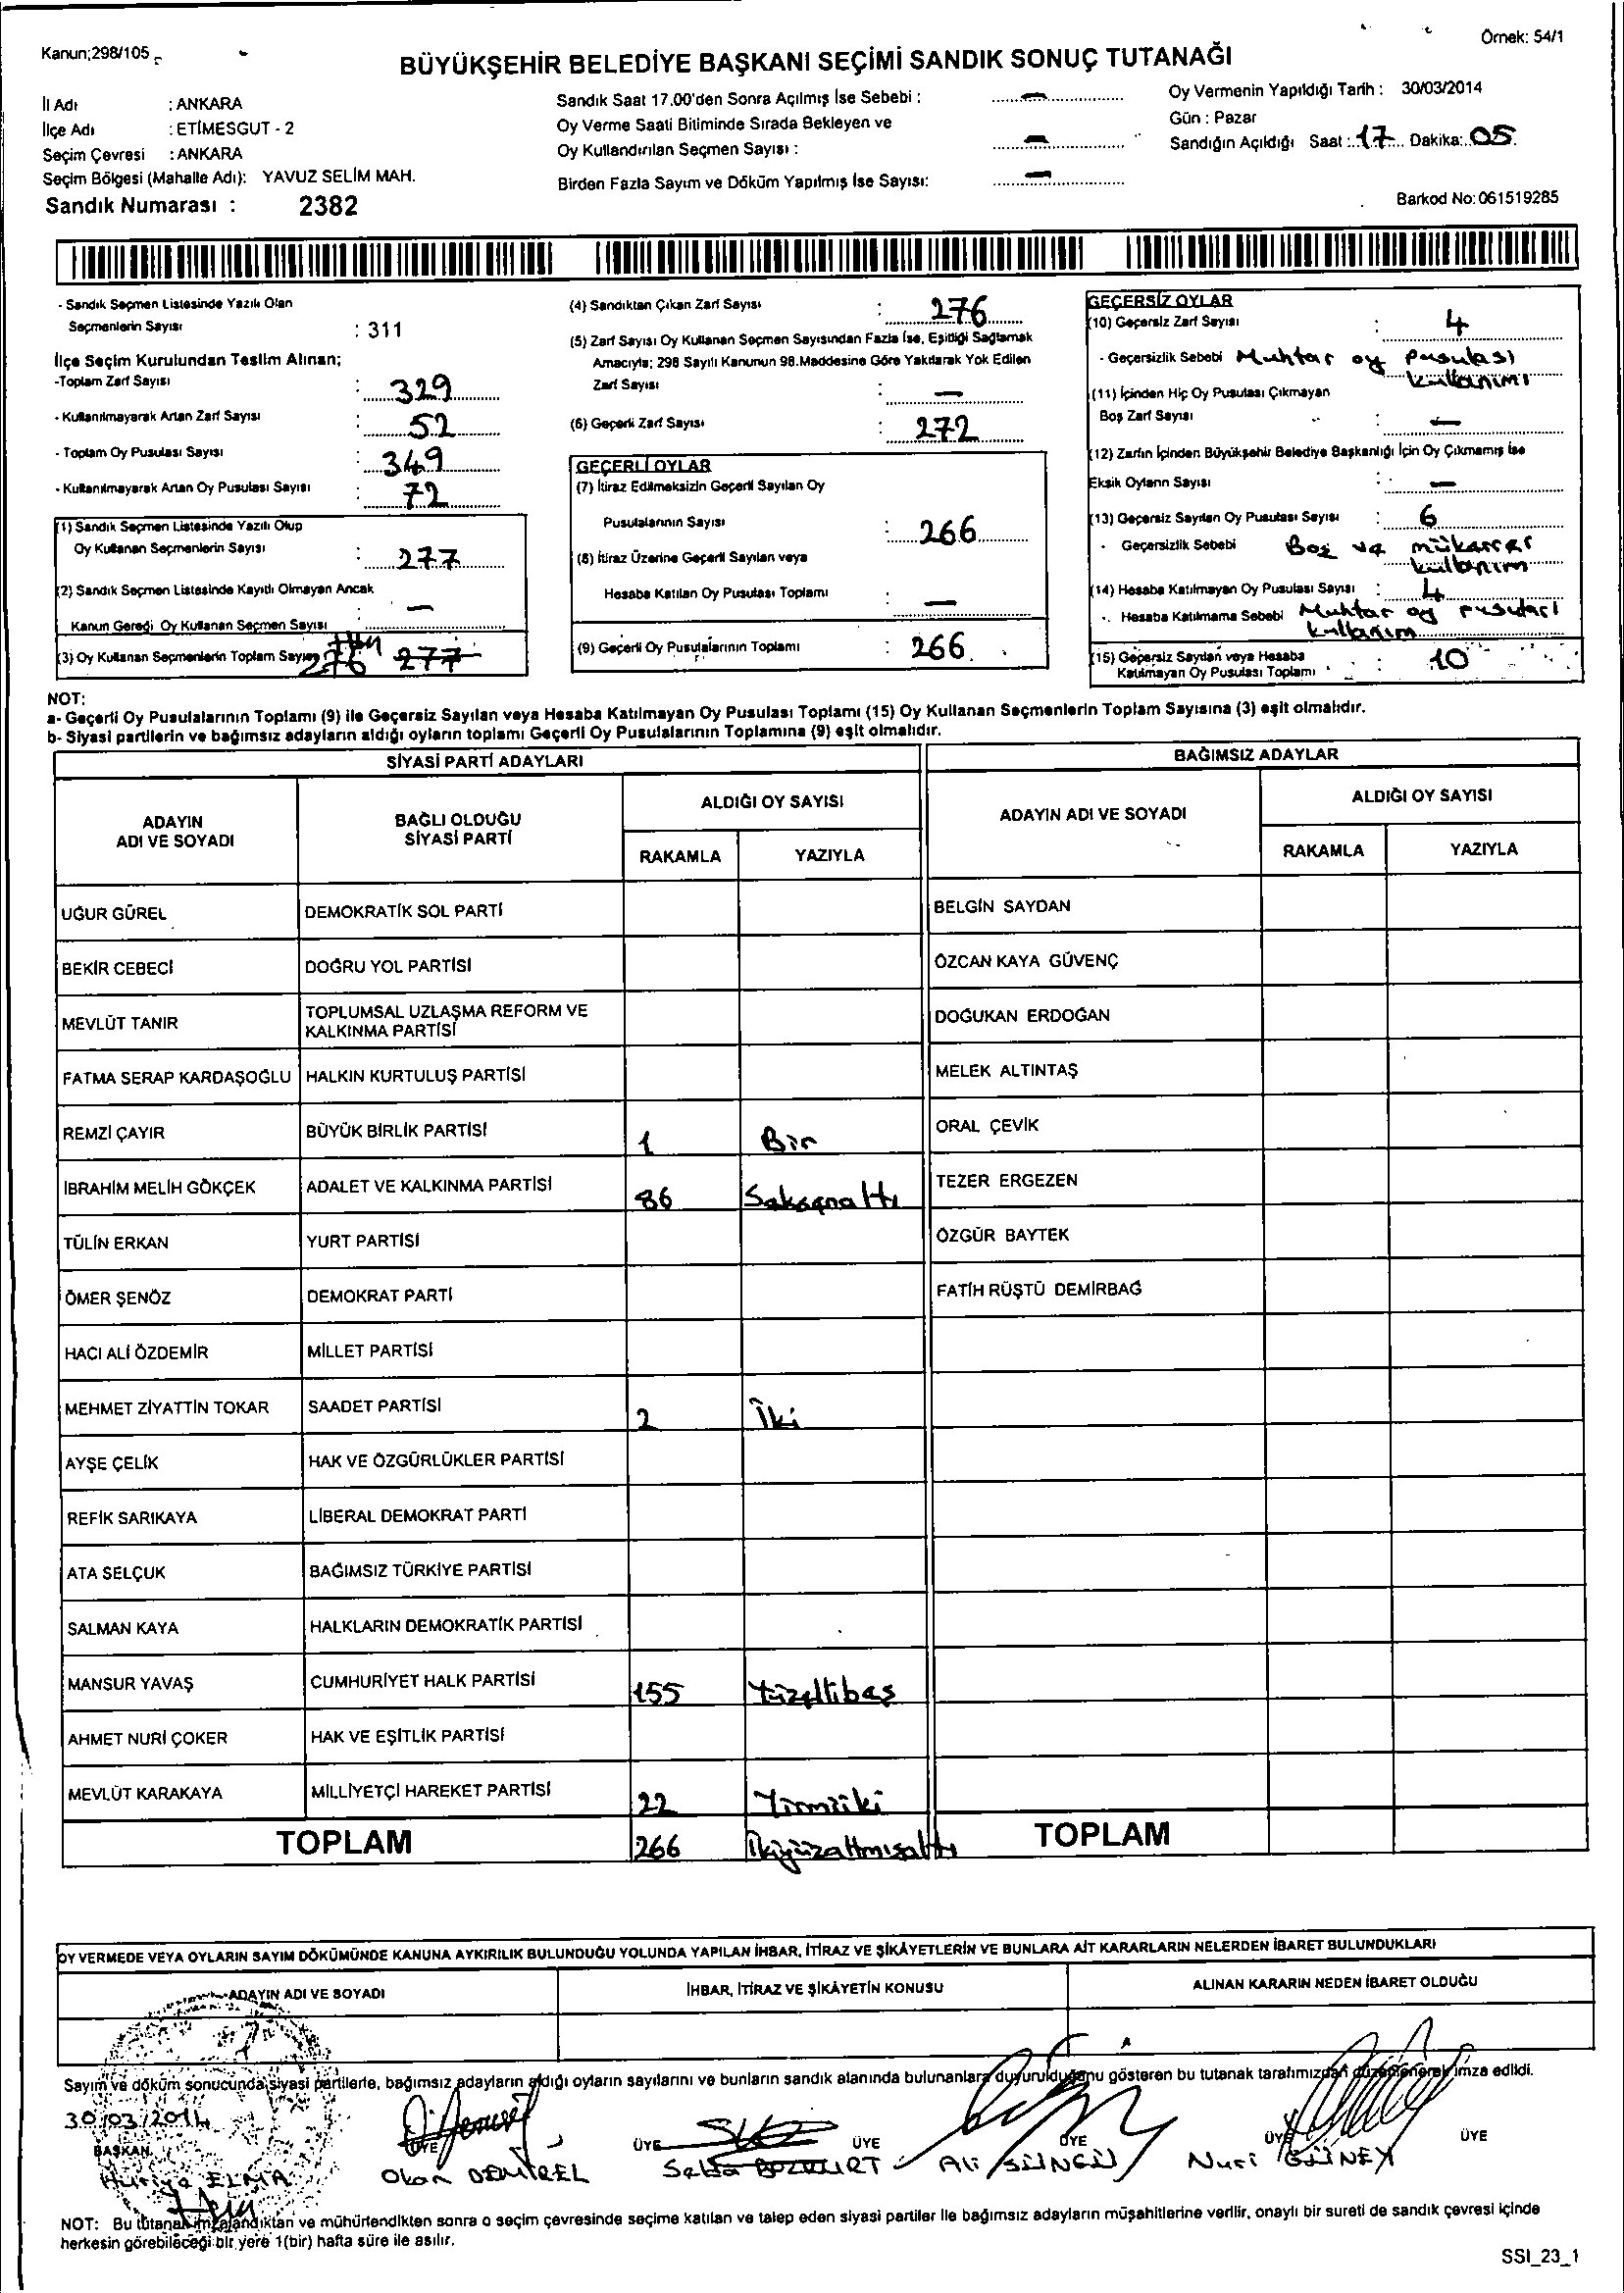 Kanun;298/105
Örnek: 54/1
BÜYÜKŞEHİR BELEDİYE BAŞKANI SEÇİMİ SANDIK SONUÇ TUTANAĞI
İl Adı : ANKARA
İlçe Adı : ETİMESGUT - 2
Seçim Çevresi : ANKARA
Seçim Bölgesi (Mahalle Adı): YAVUZ SELİM MAH.
Sandık Numarası : 2382
Sandık Saat 17.00'den Sonra Açılmış İse Sebebi : —
Oy Verme Saati Bitiminde Sırada Bekleyen ve
Oy Kullandırılan Seçmen Sayısı : —
Birden Fazla Sayım ve Döküm Yapılmış İse Sayısı: —
Oy Vermenin Yapıldığı Tarih : 30/03/2014
Gün : Pazar
Sandığın Açıldığı Saat : 17 Dakika: 05
Barkod No: 061519285
- Sandık Seçmen Listesinde Yazılı Olan
Seçmenlerin Sayısı : 311
İlçe Seçim Kurulundan Teslim Alınan;
-Toplam Zarf Sayısı : 329
- Kullanılmayarak Artan Zarf Sayısı : 52
- Toplam Oy Pusulası Sayısı : 349
- Kullanılmayarak Artan Oy Pusulası Sayısı : 72
(1) Sandık Seçmen Listesinde Yazılı Olup
Oy Kullanan Seçmenlerin Sayısı : 277
(2) Sandık Seçmen Listesinde Kayıtlı Olmayan Ancak
Kanun Gereği Oy Kullanan Seçmen Sayısı : —
(3) Oy Kullanan Seçmenlerin Toplam Sayısı 276 277
(4) Sandıktan Çıkan Zarf Sayısı : 276
(5) Zarf Sayısı Oy Kullanan Seçmen Sayısından Fazla İse, Eşitliği Sağlamak
Amacıyla; 298 Sayılı Kanunun 98.Maddesine Göre Yakılarak Yok Edilen
Zarf Sayısı : —
(6) Geçerli Zarf Sayısı : 272
GEÇERLİ OYLAR
(7) İtiraz Edilmeksizin Geçerli Sayılan Oy
Pusulalarının Sayısı : 266
(8) İtiraz Üzerine Geçerli Sayılan veya
Hesaba Katılan Oy Pusulası Toplamı : —
(9) Geçerli Oy Pusulalarının Toplamı : 266
GEÇERSİZ OYLAR
(10) Geçersiz Zarf Sayısı : 4
- Geçersizlik Sebebi Muhtar oy pusulası
kullanımı
(11) İçinden Hiç Oy Pusulası Çıkmayan
Boş Zarf Sayısı : —
(12) Zarfın İçinden Büyükşehir Belediye Başkanlığı İçin Oy Çıkmamış İse
Eksik Oyların Sayısı : —
(13) Geçersiz Sayılan Oy Pusulası Sayısı : 6
- Geçersizlik Sebebi Boş ve mükerrer
kullanım
(14) Hesaba Katılmayan Oy Pusulası Sayısı : 4
- Hesaba Katılmama Sebebi Muhtar oy pusulası
kullanım
(15) Geçersiz Sayılan veya Hesaba
Katılmayan Oy Pusulası Toplamı : 10
NOT:
a- Geçerli Oy Pusulalarının Toplamı (9) ile Geçersiz Sayılan veya Hesaba Katılmayan Oy Pusulası Toplamı (15) Oy Kullanan Seçmenlerin Toplam Sayısına (3) eşit olmalıdır.
b- Siyasi partilerin ve bağımsız adayların aldığı oyların toplamı Geçerli Oy Pusulalarının Toplamına (9) eşit olmalıdır.
SİYASİ PARTİ ADAYLARI
BAĞIMSIZ ADAYLAR
ADAYIN
ADI VE SOYADI
BAĞLI OLDUĞU
SİYASİ PARTİ
ALDIĞI OY SAYISI
RAKAMLA YAZIYLA
ADAYIN ADI VE SOYADI
ALDIĞI OY SAYISI
RAKAMLA YAZIYLA
UĞUR GÜREL DEMOKRATİK SOL PARTİ BELGİN SAYDAN
BEKİR CEBECİ DOĞRU YOL PARTİSİ ÖZCAN KAYA GÜVENÇ
MEVLÜT TANIR TOPLUMSAL UZLAŞMA REFORM VE
KALKINMA PARTİSİ DOĞUKAN ERDOĞAN
FATMA SERAP KARDAŞOĞLU HALKIN KURTULUŞ PARTİSİ MELEK ALTINTAŞ
REMZİ ÇAYIR BÜYÜK BİRLİK PARTİSİ 1 Bir ORAL ÇEVİK
İBRAHİM MELİH GÖKÇEK ADALET VE KALKINMA PARTİSİ 86 Seksenaltı TEZER ERGEZEN
TÜLİN ERKAN YURT PARTİSİ ÖZGÜR BAYTEK
ÖMER ŞENÖZ DEMOKRAT PARTİ FATİH RÜŞTÜ DEMİRBAĞ
HACI ALİ ÖZDEMİR MİLLET PARTİSİ
MEHMET ZİYATTİN TOKAR SAADET PARTİSİ 2 İki
AYŞE ÇELİK HAK VE ÖZGÜRLÜKLER PARTİSİ
REFİK SARIKAYA LİBERAL DEMOKRAT PARTİ
ATA SELÇUK BAĞIMSIZ TÜRKİYE PARTİSİ
SALMAN KAYA HALKLARIN DEMOKRATİK PARTİSİ
MANSUR YAVAŞ CUMHURİYET HALK PARTİSİ 155 Yüzellibeş
AHMET NURİ ÇOKER HAK VE EŞİTLİK PARTİSİ
MEVLÜT KARAKAYA MİLLİYETÇİ HAREKET PARTİSİ 22 Yirmiiki
TOPLAM 266 İkiyüzaltmışaltı TOPLAM
OY VERMEDE VEYA OYLARIN SAYIM DÖKÜMÜNDE KANUNA AYKIRILIK BULUNDUĞU YOLUNDA YAPILAN İHBAR, İTİRAZ VE ŞİKÂYETLERİN VE BUNLARA AİT KARARLARIN NELERDEN İBARET BULUNDUKLARI
ADAYIN ADI VE SOYADI İHBAR, İTİRAZ VE ŞİKÂYETİN KONUSU ALINAN KARARIN NEDEN İBARET OLDUĞU
Sayım ve döküm sonucunda siyasi partilerle, bağımsız adayların aldığı oyların sayılarını ve bunların sandık alanında bulunanlara duyurulduğunu gösteren bu tutanak tarafımızdan düzenlenerek imza edildi.
30/03/2014
BAŞKAN ÜYE ÜYE ÜYE ÜYE ÜYE ÜYE
Huriye ELMA Okan DEMİREL Selda BOZKURT Ali SÜNGÜ Nuri GÜNEY
NOT: Bu tutanak imzalandıktan ve mühürlendikten sonra o seçim çevresinde seçime katılan ve talep eden siyasi partiler ile bağımsız adayların müşahitlerine verilir, onaylı bir sureti de sandık çevresi içinde
herkesin görebileceği bir yere 1(bir) hafta süre ile asılır.
SSI_23_1